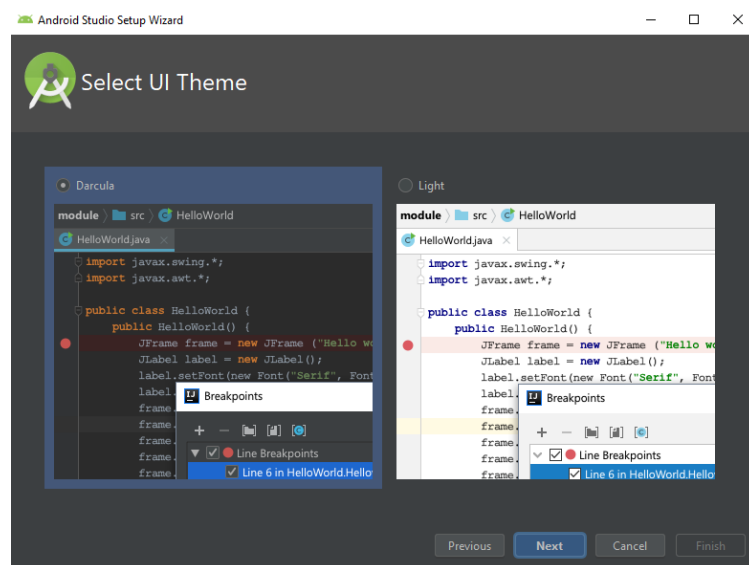 Android Studio Setup Wizard
Select UI Theme
Darcula
module src HelloWorld
HelloWorld.java
import javax.swing.*;
import javax.awt.*;
public class HelloWorld {
public HelloWorld() {
JFrame frame = new JFrame ("Hello wo
JLabel label = new JLabel();
label.setFont(new Font("Serif", Font
label.
frame.
frame.
frame.
frame.
frame.
Breakpoints
Line Breakpoints
Line 6 in HelloWorld.Hello
Light
module src HelloWorld
HelloWorld.java
import javax.swing.*;
import javax.awt.*;
public class HelloWorld {
public HelloWorld() {
JFrame frame = new JFrame ("Hello wo
JLabel label = new JLabel();
label.setFont(new Font("Serif", Font
label.
frame.
frame.
frame.
frame.
frame.
Breakpoints
Line Breakpoints
Line 6 in HelloWorld.Hello
Previous
Next
Cancel
Finish